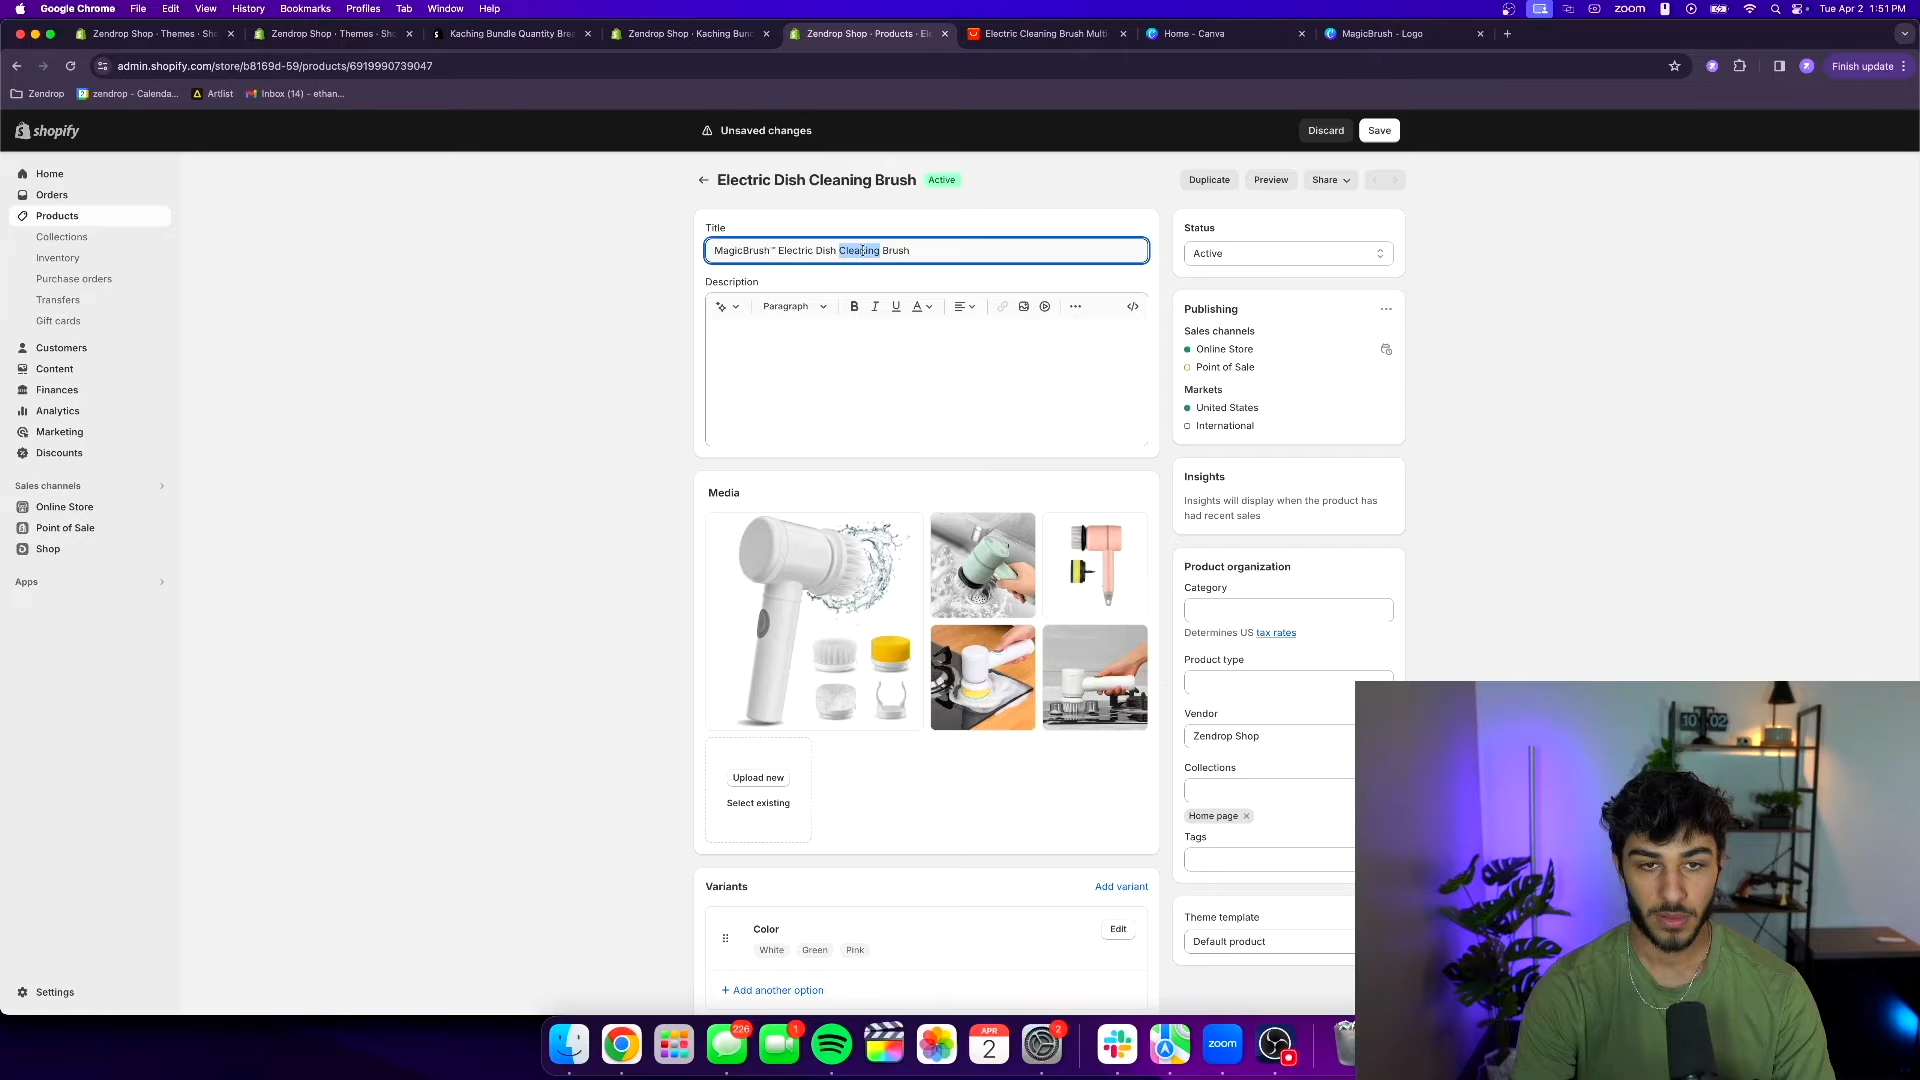 Google Chrome File Edit View History Bookmarks Profiles Tab Window Help
zoom Tue Apr 2 1:51 PM
Zendrop Shop · Themes · Sho
Zendrop Shop · Themes · Sho
Kaching Bundle Quantity Brea
Zendrop Shop · Kaching Bund
Zendrop Shop · Products · Ele
Electric Cleaning Brush Multi-
Home - Canva
MagicBrush - Logo
admin.shopify.com/store/b8169d-59/products/6919990739047
Finish update
Zendrop
zendrop - Calenda...
Artlist
Inbox (14) - ethan...
shopify
Unsaved changes
Discard
Save
Home
Orders
Products
Collections
Inventory
Purchase orders
Transfers
Gift cards
Customers
Content
Finances
Analytics
Marketing
Discounts
Sales channels
Online Store
Point of Sale
Shop
Apps
Settings
Electric Dish Cleaning Brush
Active
Duplicate
Preview
Share
Title
MagicBrush™ Electric Dish Cleaning Brush
Description
Paragraph
Media
Upload new
Select existing
Variants
Add variant
Color
Edit
White
Green
Pink
+ Add another option
Status
Active
Publishing
Sales channels
Online Store
Point of Sale
Markets
United States
International
Insights
Insights will display when the product has
had recent sales
Product organization
Category
Determines US tax rates
Product type
Vendor
Zendrop Shop
Collections
Home page
Tags
Theme template
Default product
226
1
APR
2
2
zoom